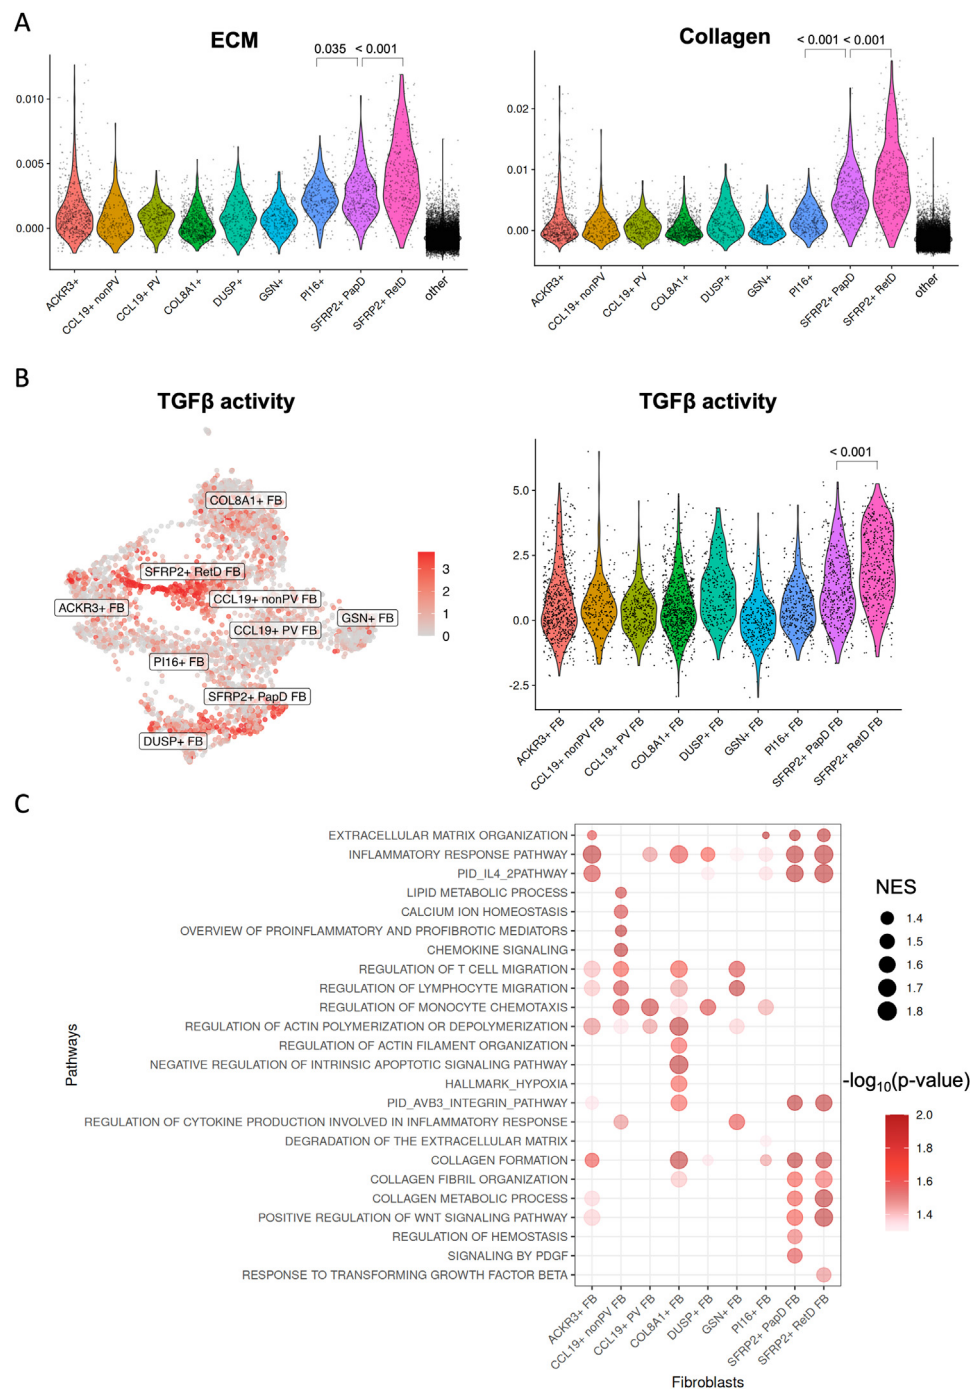 A
ECM
Collagen
0.035 < 0.001
< 0.001 < 0.001
0.010
0.005
0.000
0.02
0.01
0.00
ACKR3+
CCL19+ nonPV
CCL19+ PV
COL8A1+
DUSP+
GSN+
PI16+
SFRP2+ PapD
SFRP2+ RetD
other
ACKR3+
CCL19+ nonPV
CCL19+ PV
COL8A1+
DUSP+
GSN+
PI16+
SFRP2+ PapD
SFRP2+ RetD
other
B
TGFβ activity
COL8A1+ FB
SFRP2+ RetD FB
CCL19+ nonPV FB
ACKR3+ FB
GSN+ FB
CCL19+ PV FB
PI16+ FB
SFRP2+ PapD FB
DUSP+ FB
3
2
1
0
TGFβ activity
< 0.001
5.0
2.5
0.0
-2.5
ACKR3+ FB
CCL19+ nonPV FB
CCL19+ PV FB
COL8A1+ FB
DUSP+ FB
GSN+ FB
PI16+ FB
SFRP2+ PapD FB
SFRP2+ RetD FB
C
Pathways
EXTRACELLULAR MATRIX ORGANIZATION
INFLAMMATORY RESPONSE PATHWAY
PID_IL4_2PATHWAY
LIPID METABOLIC PROCESS
CALCIUM ION HOMEOSTASIS
OVERVIEW OF PROINFLAMMATORY AND PROFIBROTIC MEDIATORS
CHEMOKINE SIGNALING
REGULATION OF T CELL MIGRATION
REGULATION OF LYMPHOCYTE MIGRATION
REGULATION OF MONOCYTE CHEMOTAXIS
REGULATION OF ACTIN POLYMERIZATION OR DEPOLYMERIZATION
REGULATION OF ACTIN FILAMENT ORGANIZATION
NEGATIVE REGULATION OF INTRINSIC APOPTOTIC SIGNALING PATHWAY
HALLMARK_HYPOXIA
PID_AVB3_INTEGRIN_PATHWAY
REGULATION OF CYTOKINE PRODUCTION INVOLVED IN INFLAMMATORY RESPONSE
DEGRADATION OF THE EXTRACELLULAR MATRIX
COLLAGEN FORMATION
COLLAGEN FIBRIL ORGANIZATION
COLLAGEN METABOLIC PROCESS
POSITIVE REGULATION OF WNT SIGNALING PATHWAY
REGULATION OF HEMOSTASIS
SIGNALING BY PDGF
RESPONSE TO TRANSFORMING GROWTH FACTOR BETA
ACKR3+ FB
CCL19+ nonPV FB
CCL19+ PV FB
COL8A1+ FB
DUSP+ FB
GSN+ FB
PI16+ FB
SFRP2+ PapD FB
SFRP2+ RetD FB
Fibroblasts
NES
1.4
1.5
1.6
1.7
1.8
-log10(p-value)
2.0
1.8
1.6
1.4